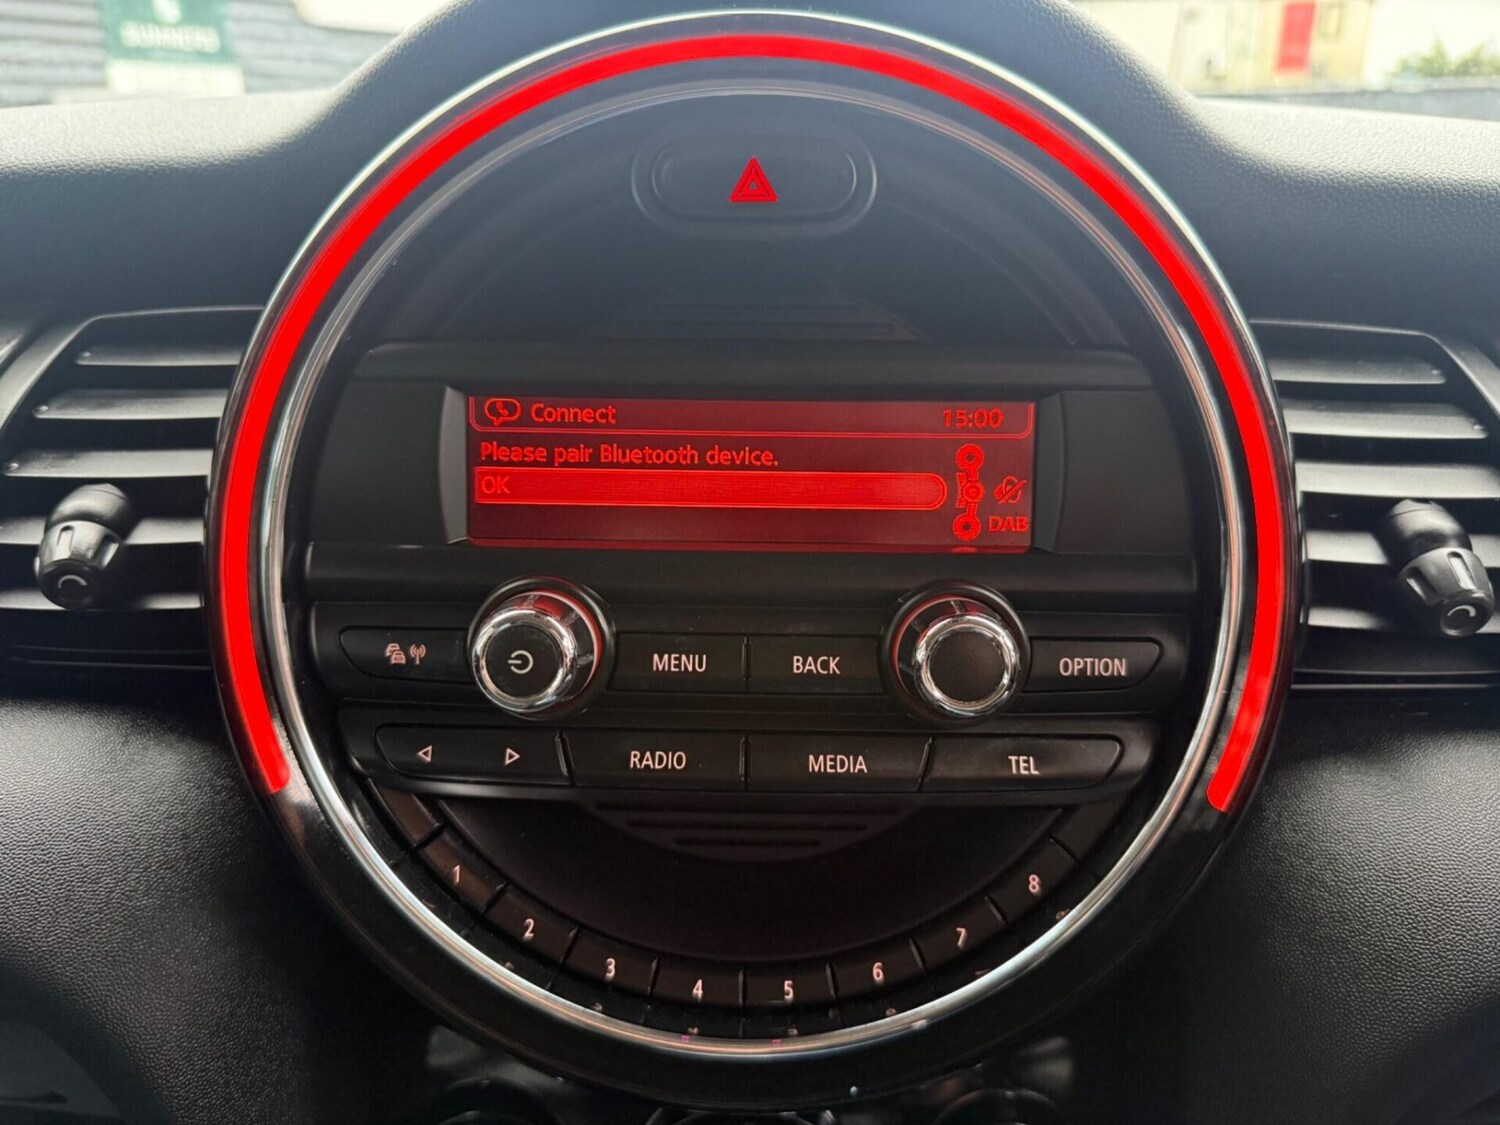 SUMNERS
Connect 15:00
Please pair Bluetooth device.
OK
DAB
MENU BACK OPTION
RADIO MEDIA TEL
1 2 3 4 5 6 7 8